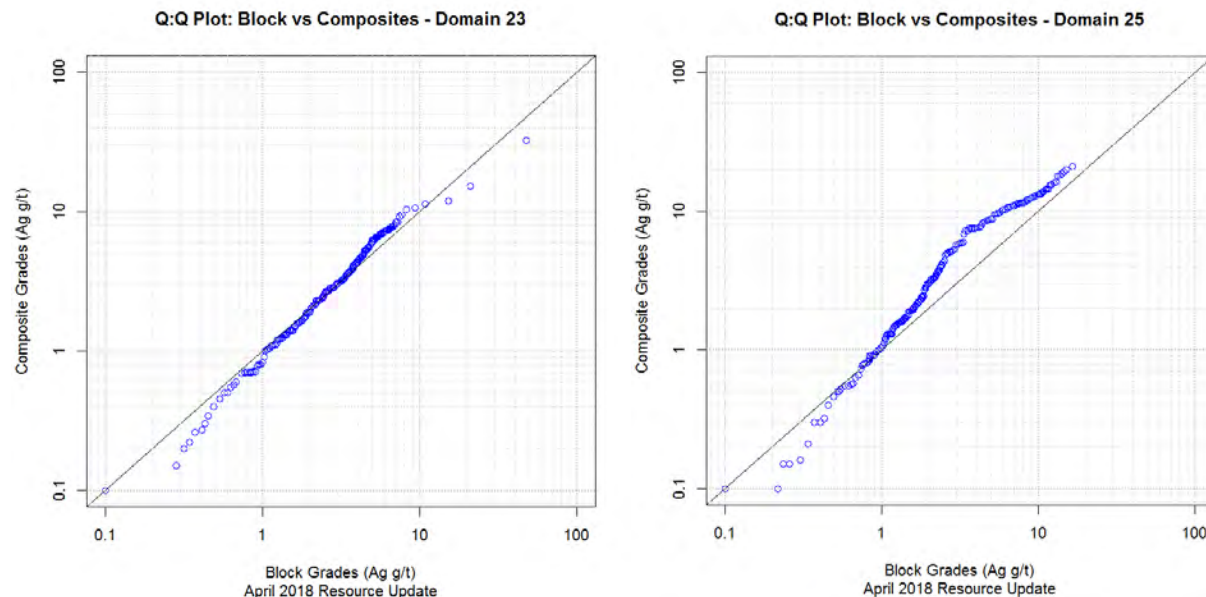 Q:Q Plot: Block vs Composites - Domain 23
100
10
1
0.1
Composite Grades (Ag g/t)
0.1 1 10 100
Block Grades (Ag g/t)
April 2018 Resource Update
Q:Q Plot: Block vs Composites - Domain 25
100
10
1
0.1
Composite Grades (Ag g/t)
0.1 1 10 100
Block Grades (Ag g/t)
April 2018 Resource Update